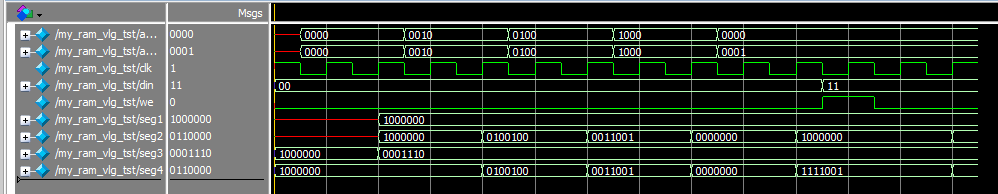 Msgs
/my_ram_vlg_tst/a... 0000 0000 0010 0100 1000 0000
/my_ram_vlg_tst/a... 0001 0000 0010 0100 1000 0001
/my_ram_vlg_tst/clk 1
/my_ram_vlg_tst/din 11 00 11
/my_ram_vlg_tst/we 0
/my_ram_vlg_tst/seg1 1000000 1000000
/my_ram_vlg_tst/seg2 0110000 1000000 0100100 0011001 0000000 1000000
/my_ram_vlg_tst/seg3 0001110 1000000 0001110
/my_ram_vlg_tst/seg4 0110000 1000000 0100100 0011001 0000000 1111001